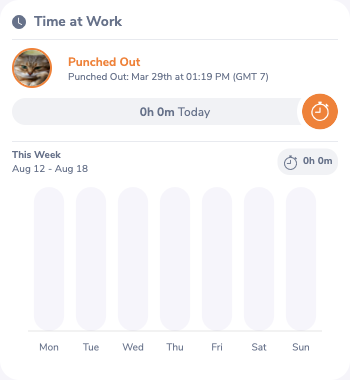 Time at Work
Punched Out
Punched Out: Mar 29th at 01:19 PM (GMT 7)
0h 0m Today
This Week
Aug 12 - Aug 18
0h 0m
Mon Tue Wed Thu Fri Sat Sun